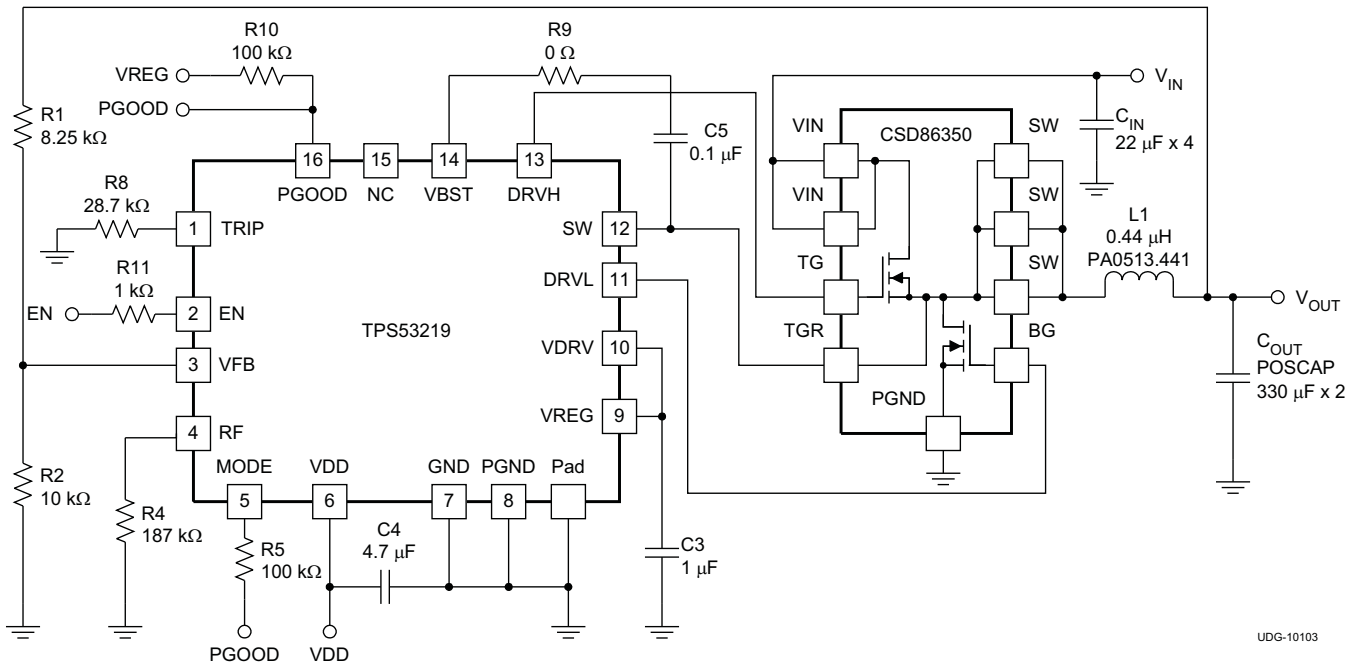 R10
100 kΩ
VREG
PGOOD
R9
0 Ω
R1
8.25 kΩ
C5
0.1 µF
VIN
CSD86350
SW
V_IN
C_IN
22 µF x 4
16
15
14
13
PGOOD
NC
VBST
DRVH
R8
28.7 kΩ
1
TRIP
SW
12
VIN
SW
L1
0.44 µH
PA0513.441
R11
1 kΩ
DRVL
11
TG
SW
EN
2
EN
V_OUT
TPS53219
TGR
BG
3
VFB
VDRV
10
C_OUT
POSCAP
330 µF x 2
PGND
4
RF
VREG
9
R2
10 kΩ
MODE
VDD
GND
PGND
Pad
5
6
7
8
R4
187 kΩ
R5
100 kΩ
C4
4.7 µF
C3
1 µF
PGOOD
VDD
UDG-10103